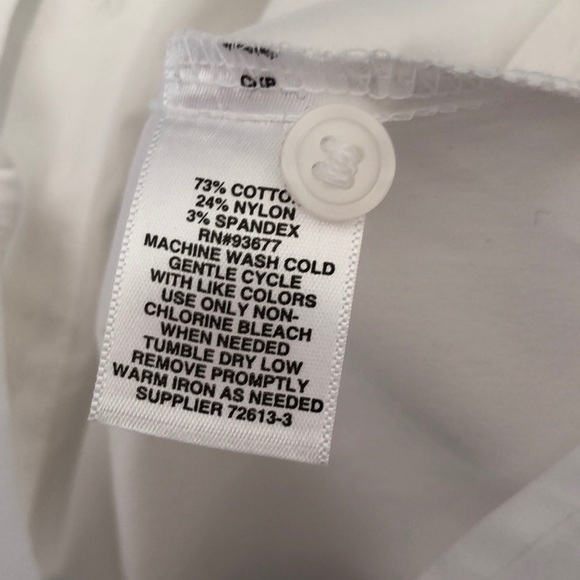 73% COTTO
24% NYLON
3% SPANDEX
RN#93677
MACHINE WASH COLD
GENTLE CYCLE
WITH LIKE COLORS
USE ONLY NON-
CHLORINE BLEACH
WHEN NEEDED
TUMBLE DRY LOW
REMOVE PROMPTLY
WARM IRON AS NEEDED
SUPPLIER 72613-3